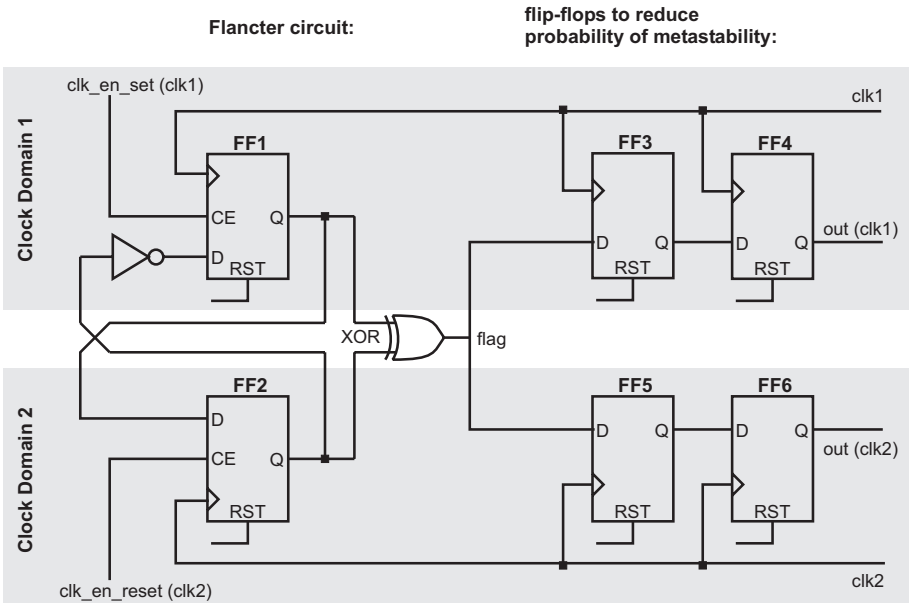 Flancter circuit:
flip-flops to reduce
probability of metastability:
clk_en_set (clk1)
clk1
Clock Domain 1
FF1
CE
Q
D
RST
FF3
D
Q
RST
FF4
D
Q
RST
out (clk1)
XOR
flag
Clock Domain 2
FF2
D
CE
Q
RST
FF5
D
Q
RST
FF6
D
Q
RST
out (clk2)
clk2
clk_en_reset (clk2)